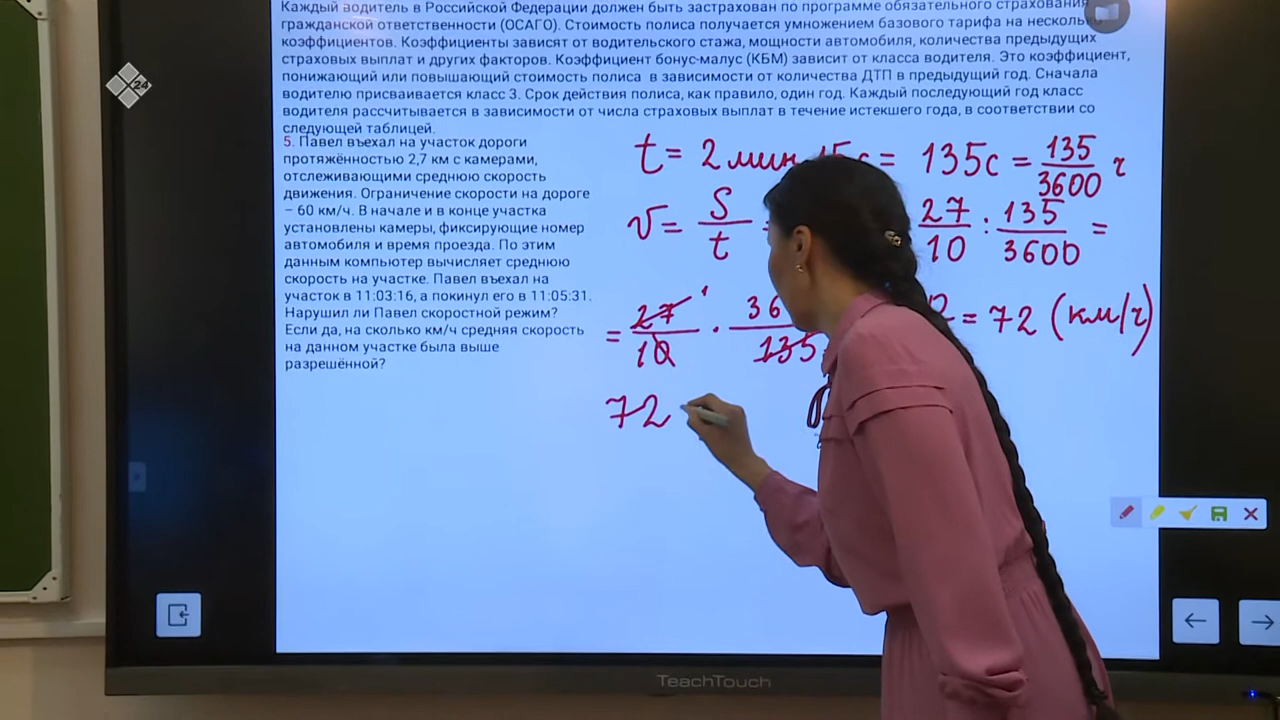 Каждый водитель в Российской Федерации должен быть застрахован по программе обязательного страхования
гражданской ответственности (ОСАГО). Стоимость полиса получается умножением базового тарифа на несколько
коэффициентов. Коэффициенты зависят от водительского стажа, мощности автомобиля, количества предыдущих
страховых выплат и других факторов. Коэффициент бонус-малус (КБМ) зависит от класса водителя. Это коэффициент,
понижающий или повышающий стоимость полиса в зависимости от количества ДТП в предыдущий год. Сначала
водителю присваивается класс 3. Срок действия полиса, как правило, один год. Каждый последующий год класс
водителя рассчитывается в зависимости от числа страховых выплат в течение истекшего года, в соответствии со
следующей таблицей.
5. Павел въехал на участок дороги
протяжённостью 2,7 км с камерами,
отслеживающими среднюю скорость
движения. Ограничение скорости на дороге
– 60 км/ч. В начале и в конце участка
установлены камеры, фиксирующие номер
автомобиля и время проезда. По этим
данным компьютер вычисляет среднюю
скорость на участке. Павел въехал на
участок в 11:03:16, а покинул его в 11:05:31.
Нарушил ли Павел скоростной режим?
Если да, на сколько км/ч средняя скорость
на данном участке была выше
разрешённой?
t = 2 мин 15с = 135с = 135/3600 ч
v = S/t = 27/10 : 135/3600 =
= 27/10 · 36 /135 = 72 (км/ч)
72
x24
TeachTouch